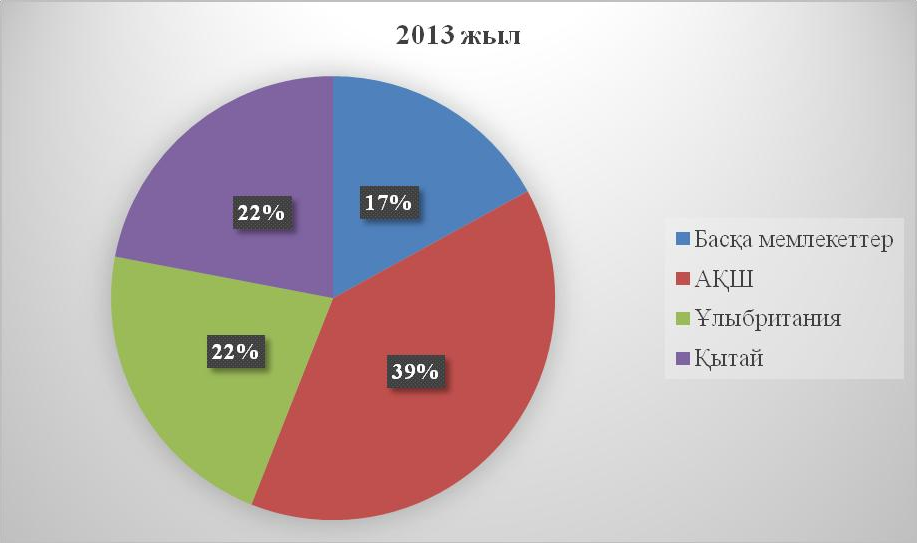 2013 жыл
17%
22%
22%
39%
Басқа мемлекеттер
АҚШ
Ұлыбритания
Қытай